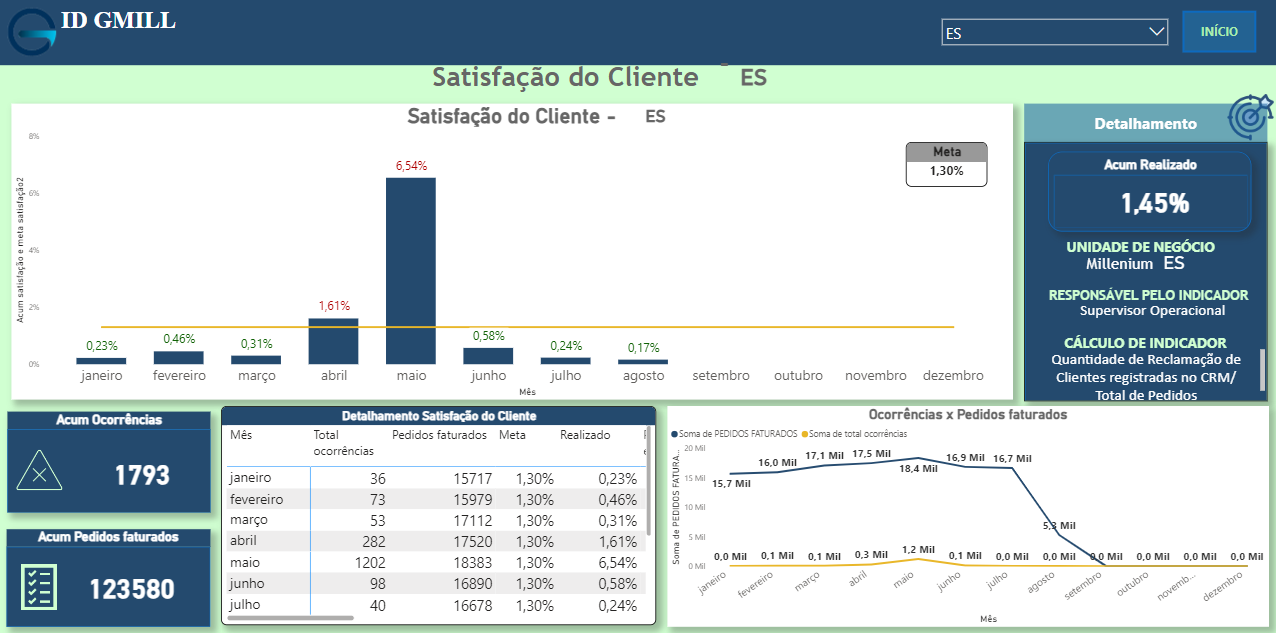 ID GMILL
ES
INÍCIO
Satisfação do Cliente - ES
Satisfação do Cliente - ES
Meta
1,30%
Acum satisfação e meta satisfação2
8%
6%
4%
2%
0%
0,23%
0,46%
0,31%
1,61%
6,54%
0,58%
0,24%
0,17%
janeiro fevereiro março abril maio junho julho agosto setembro outubro novembro dezembro
Mês
Detalhamento
Acum Realizado
1,45%
UNIDADE DE NEGÓCIO
Millenium ES
RESPONSÁVEL PELO INDICADOR
Supervisor Operacional
CÁLCULO DE INDICADOR
Quantidade de Reclamação de
Clientes registradas no CRM/
Total de Pedidos
Acum Ocorrências
1793
Acum Pedidos faturados
123580
Detalhamento Satisfação do Cliente
Mês Total ocorrências Pedidos faturados Meta Realizado
janeiro 36 15717 1,30% 0,23%
fevereiro 73 15979 1,30% 0,46%
março 53 17112 1,30% 0,31%
abril 282 17520 1,30% 1,61%
maio 1202 18383 1,30% 6,54%
junho 98 16890 1,30% 0,58%
julho 40 16678 1,30% 0,24%
Ocorrências x Pedidos faturados
Soma de PEDIDOS FATURADOS Soma de total ocorrências
Soma de PEDIDOS FATURA...
20 Mil
15 Mil
10 Mil
5 Mil
0 Mil
15,7 Mil
16,0 Mil
17,1 Mil
17,5 Mil
18,4 Mil
16,9 Mil
16,7 Mil
5,3 Mil
0,0 Mil
0,0 Mil 0,1 Mil 0,1 Mil 0,3 Mil 1,2 Mil 0,1 Mil 0,0 Mil 0,0 Mil 0,0 Mil 0,0 Mil 0,0 Mil
janeiro fevereiro março abril maio junho julho agosto setembro outubro novemb... dezembro
Mês